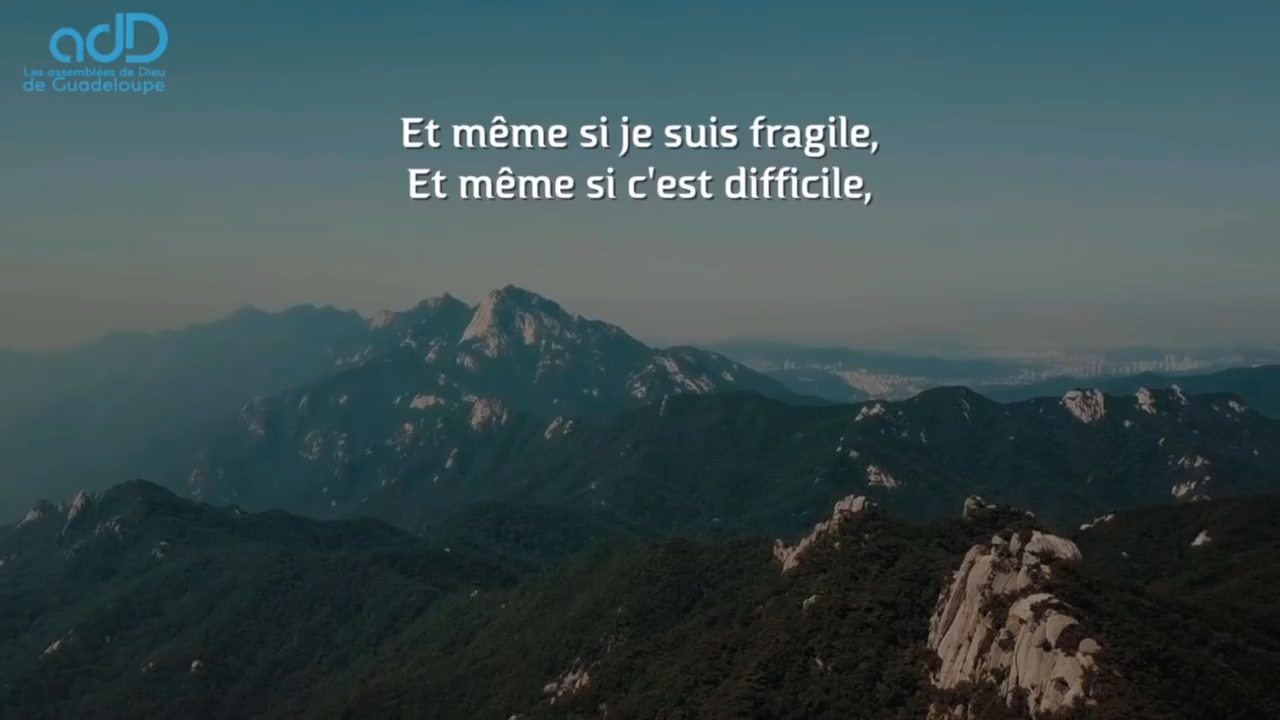 adD
Les assemblées de Dieu
de Guadeloupe
Et même si je suis fragile,
Et même si c'est difficile,